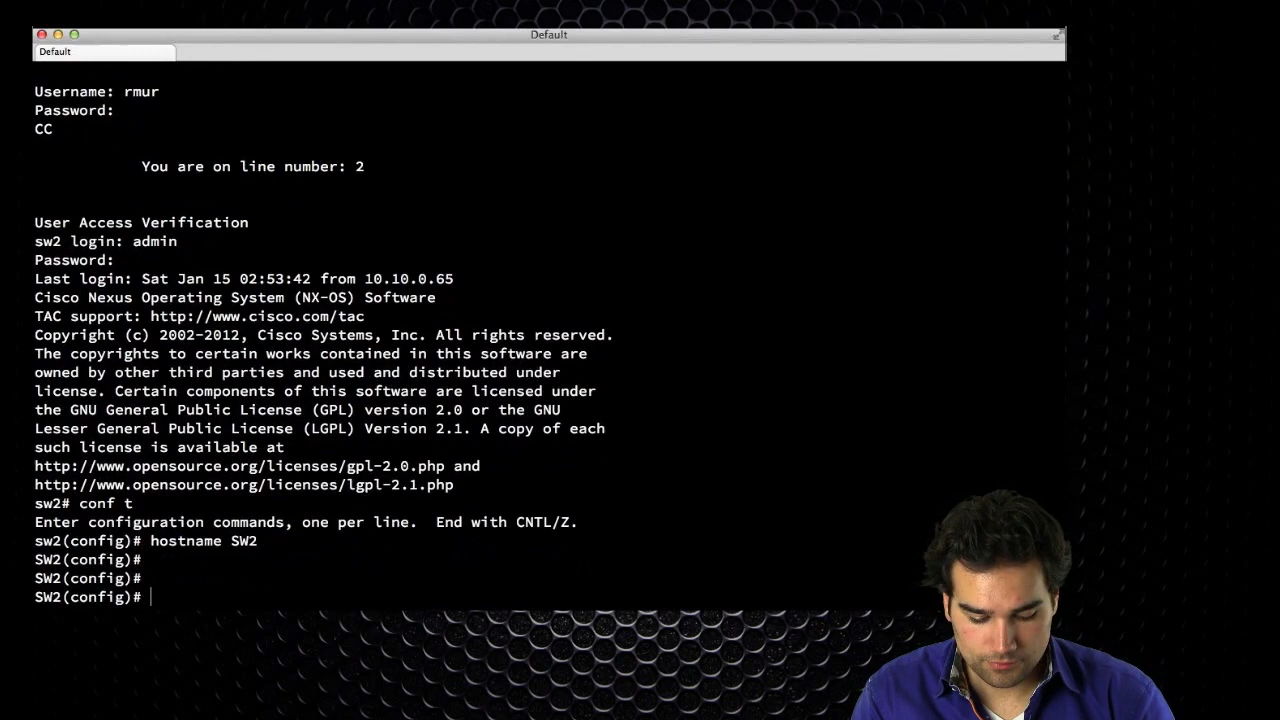 Default
Default
Username: rmur
Password:
CC
You are on line number: 2
User Access Verification
sw2 login: admin
Password:
Last login: Sat Jan 15 02:53:42 from 10.10.0.65
Cisco Nexus Operating System (NX-OS) Software
TAC support: http://www.cisco.com/tac
Copyright (c) 2002-2012, Cisco Systems, Inc. All rights reserved.
The copyrights to certain works contained in this software are
owned by other third parties and used and distributed under
license. Certain components of this software are licensed under
the GNU General Public License (GPL) version 2.0 or the GNU
Lesser General Public License (LGPL) Version 2.1. A copy of each
such license is available at
http://www.opensource.org/licenses/gpl-2.0.php and
http://www.opensource.org/licenses/lgpl-2.1.php
sw2# conf t
Enter configuration commands, one per line.  End with CNTL/Z.
sw2(config)# hostname SW2
SW2(config)#
SW2(config)#
SW2(config)#